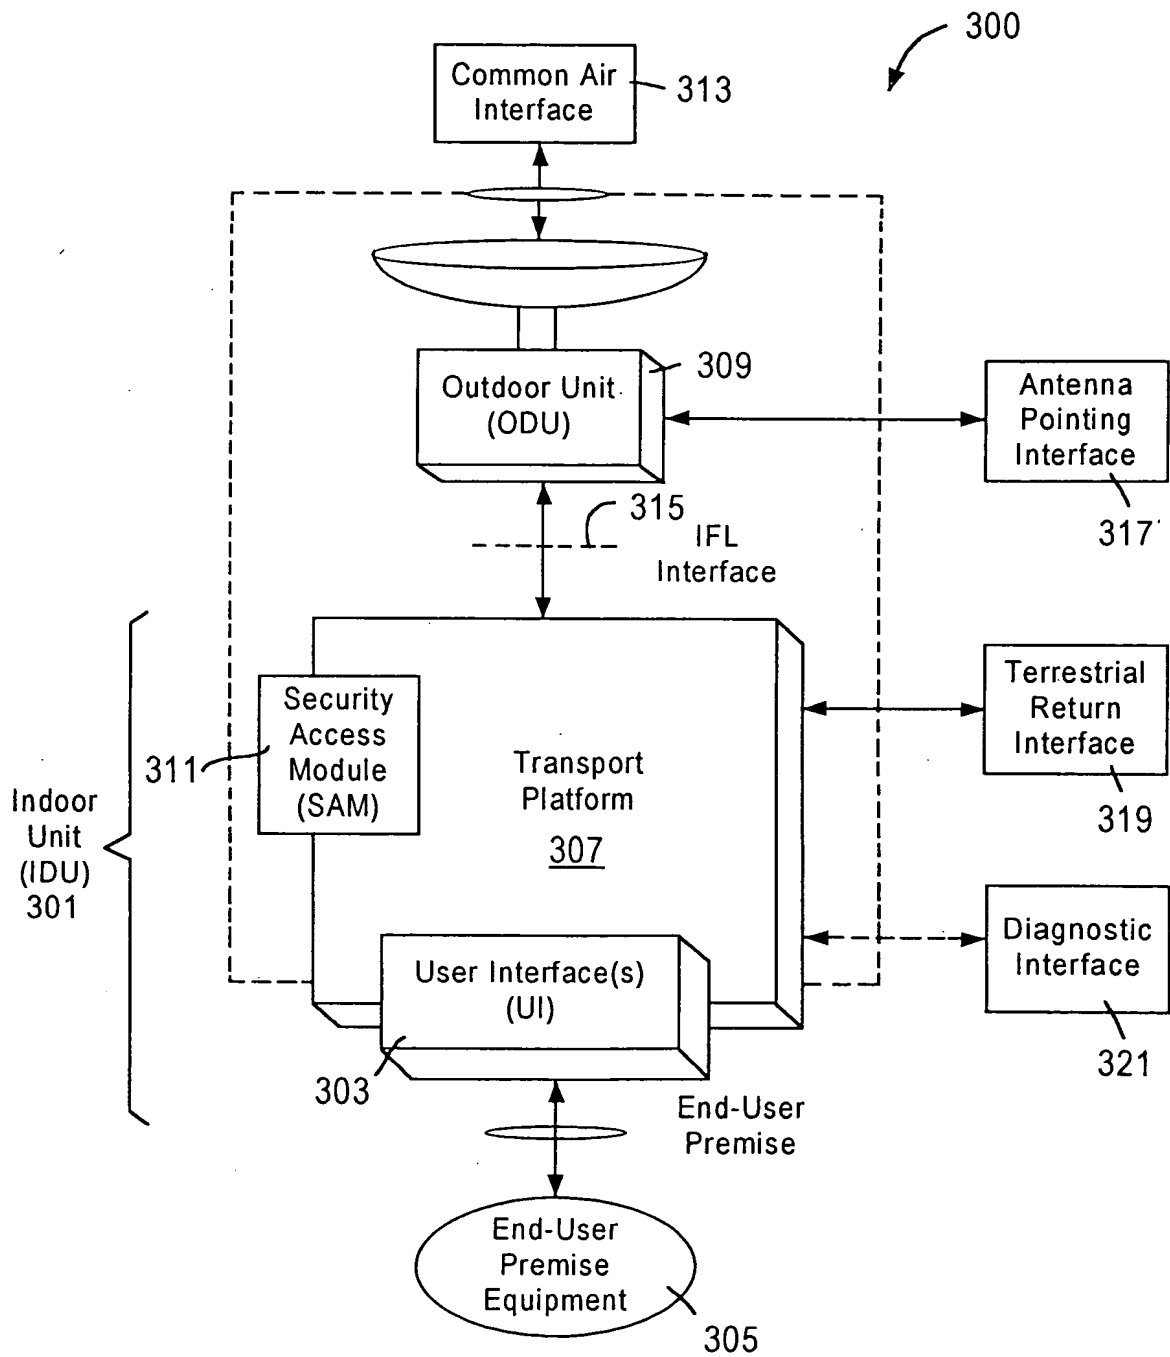 300
Common Air
Interface
313
Outdoor Unit
(ODU)
309
Antenna
Pointing
Interface
317
315
IFL
Interface
Security
Access
Module
(SAM)
311
Transport
Platform
307
Terrestrial
Return
Interface
319
Indoor
Unit
(IDU)
301
Diagnostic
Interface
321
User Interface(s)
(UI)
303
End-User
Premise
End-User
Premise
Equipment
305